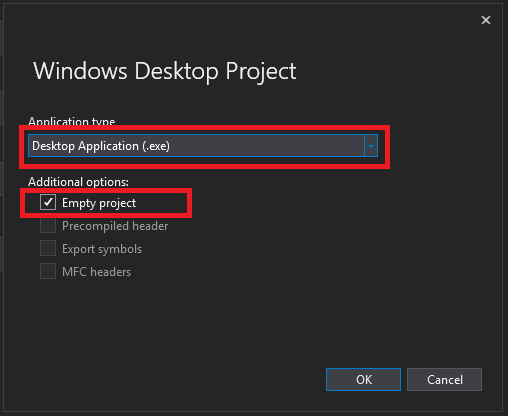 Windows Desktop Project
Application type
Desktop Application (.exe)
Additional options:
Empty project
Precompiled header
Export symbols
MFC headers
OK
Cancel